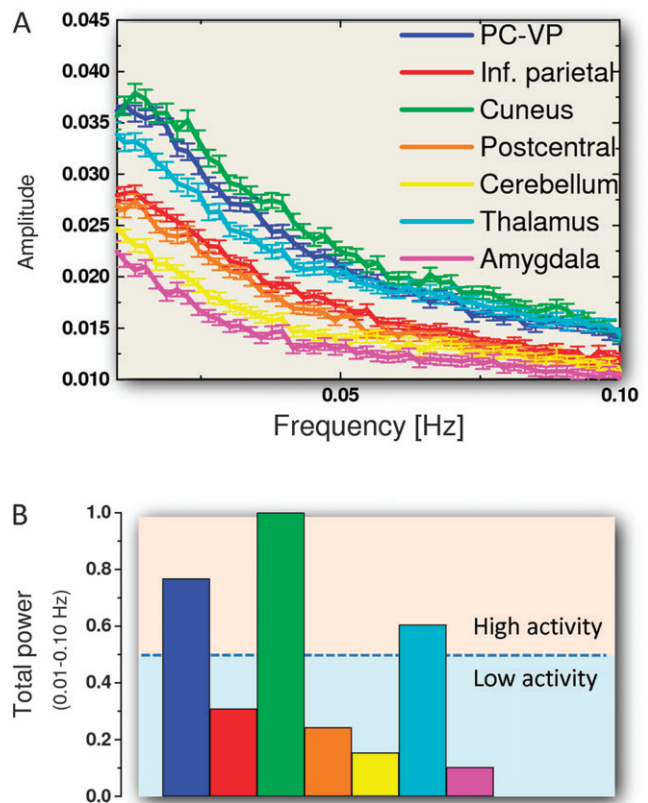 A
0.045
0.040
0.035
0.030
0.025
0.020
0.015
0.010
Amplitude
PC-VP
Inf. parietal
Cuneus
Postcentral
Cerebellum
Thalamus
Amygdala
0.05
0.10
Frequency [Hz]
B
1.0
0.8
0.6
0.4
0.2
0.0
Total power
(0.01-0.10 Hz)
High activity
Low activity